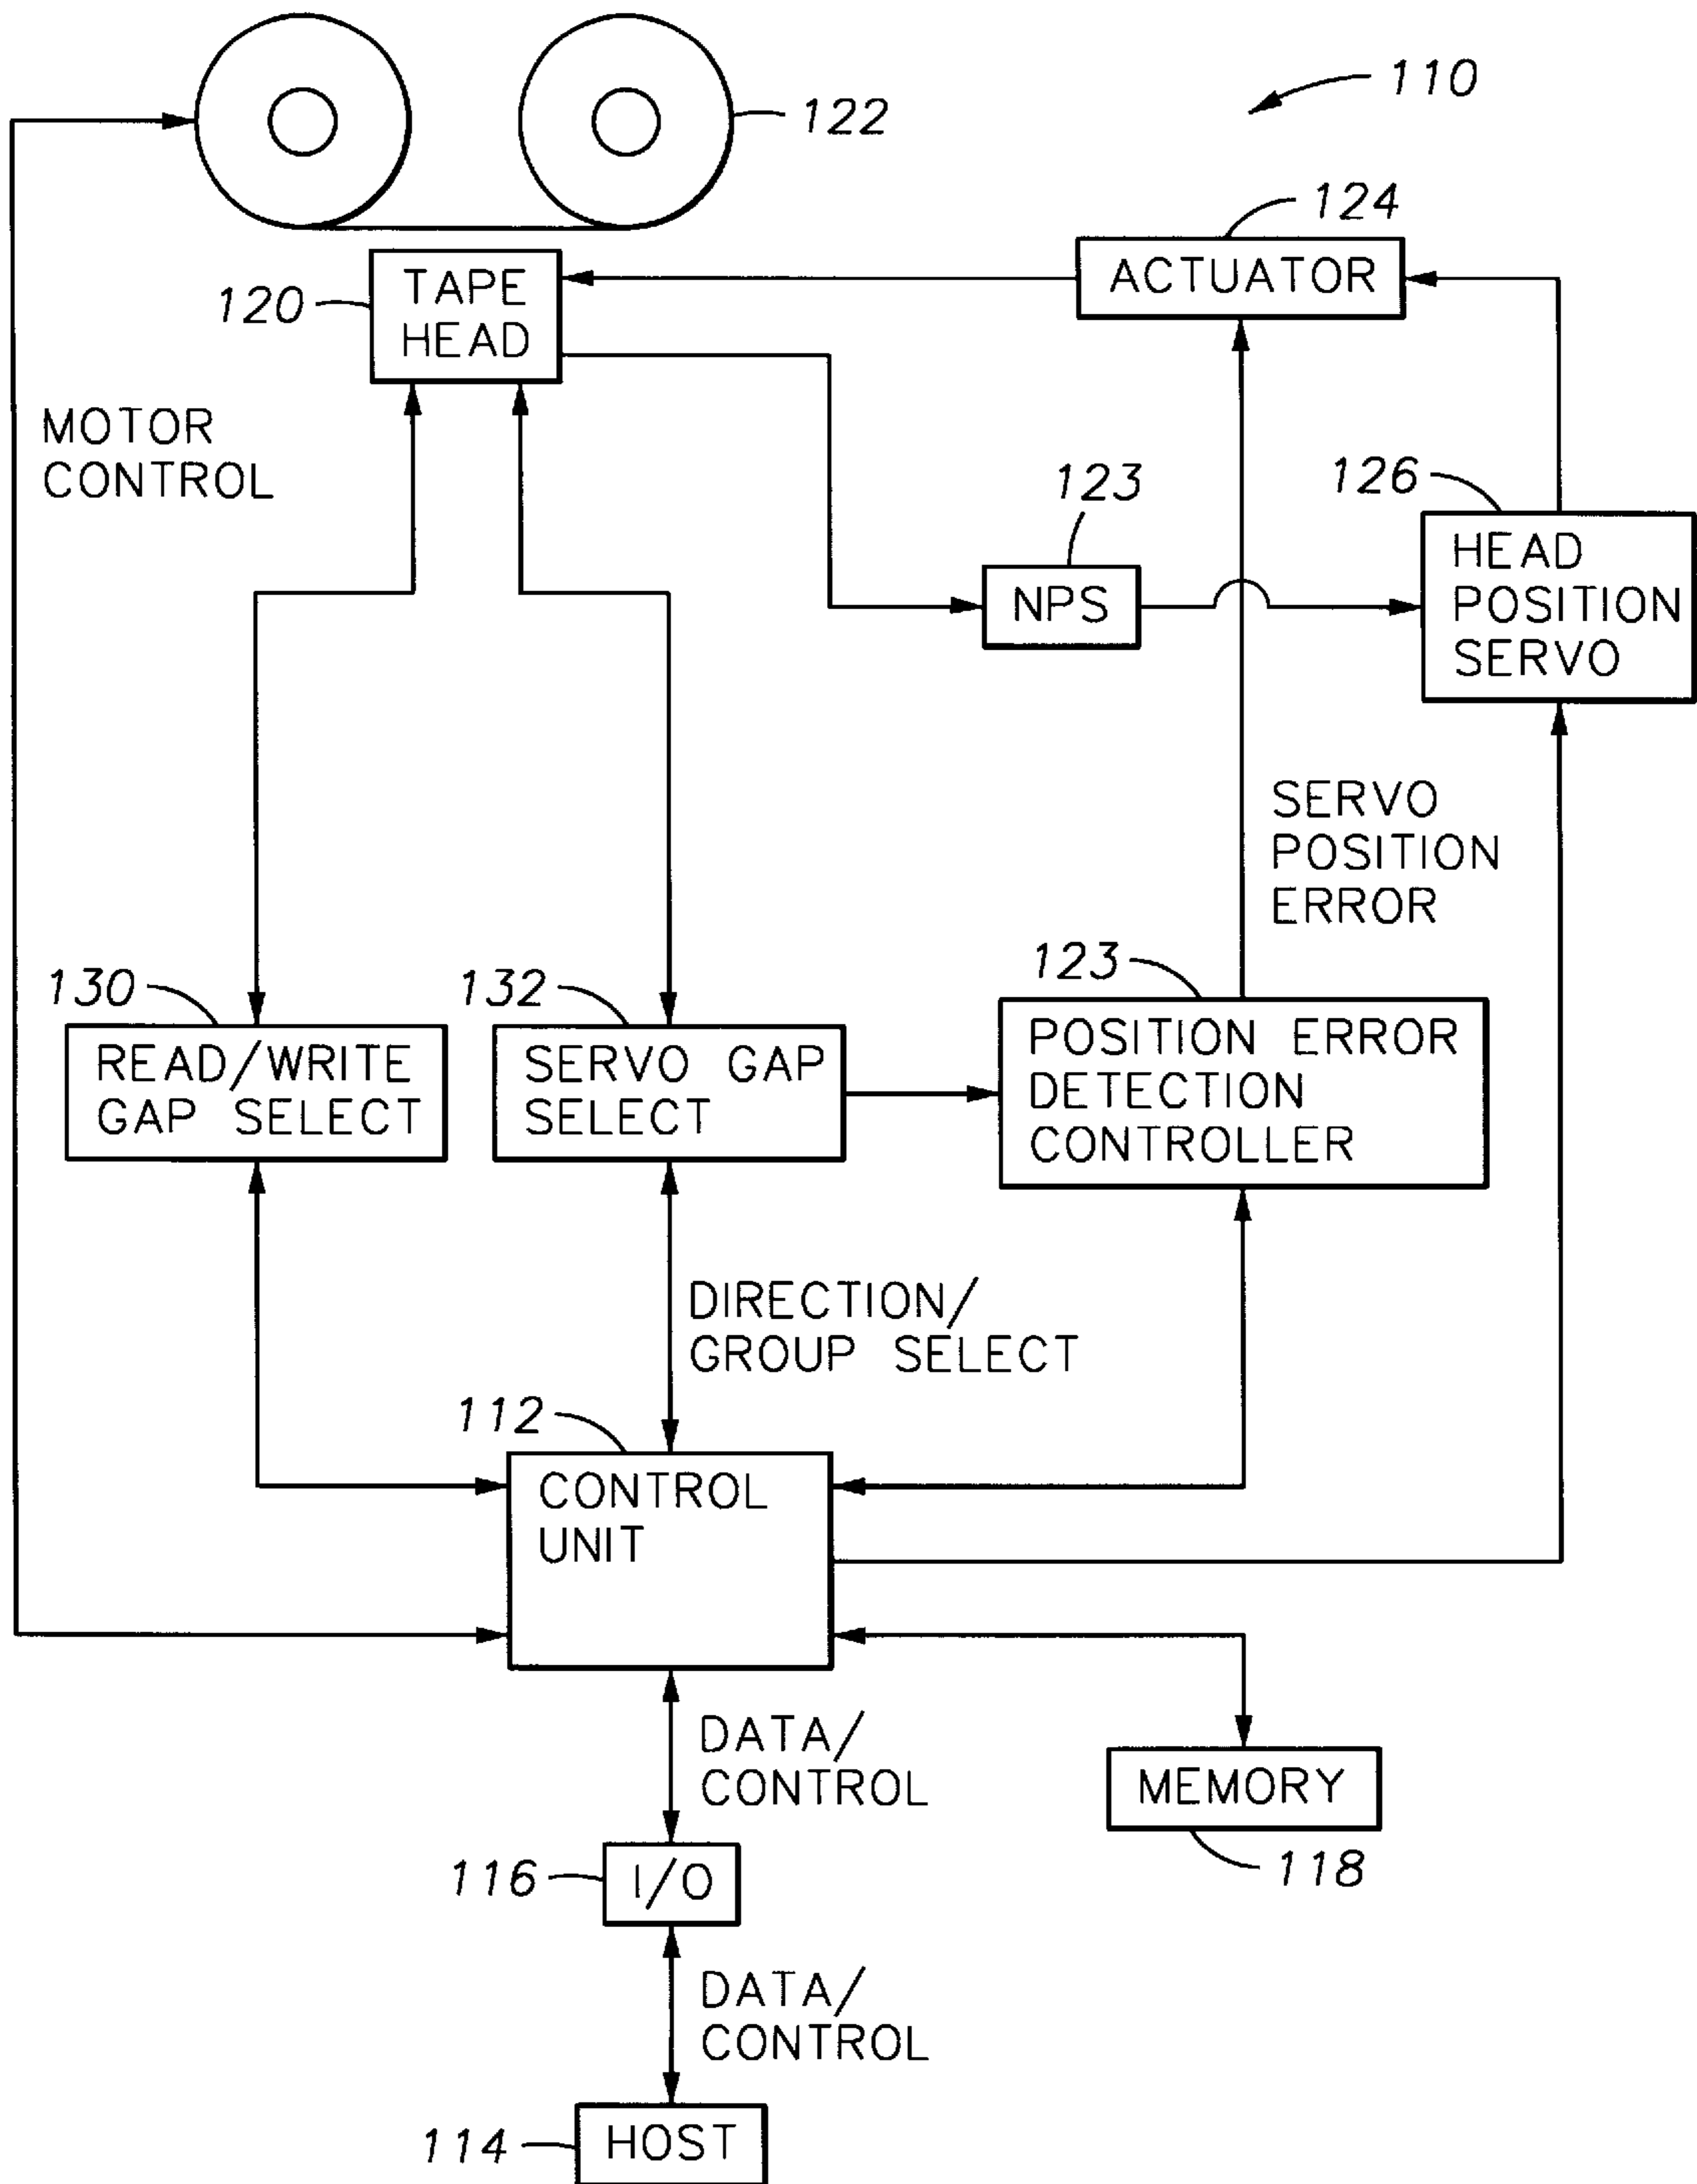 110
122
124
ACTUATOR
120
TAPE
HEAD
MOTOR
CONTROL
123
NPS
126
HEAD
POSITION
SERVO
SERVO
POSITION
ERROR
130
READ/WRITE
GAP SELECT
132
SERVO GAP
SELECT
123
POSITION ERROR
DETECTION
CONTROLLER
DIRECTION/
GROUP SELECT
112
CONTROL
UNIT
DATA/
CONTROL
MEMORY
118
116
I/O
DATA/
CONTROL
114
HOST